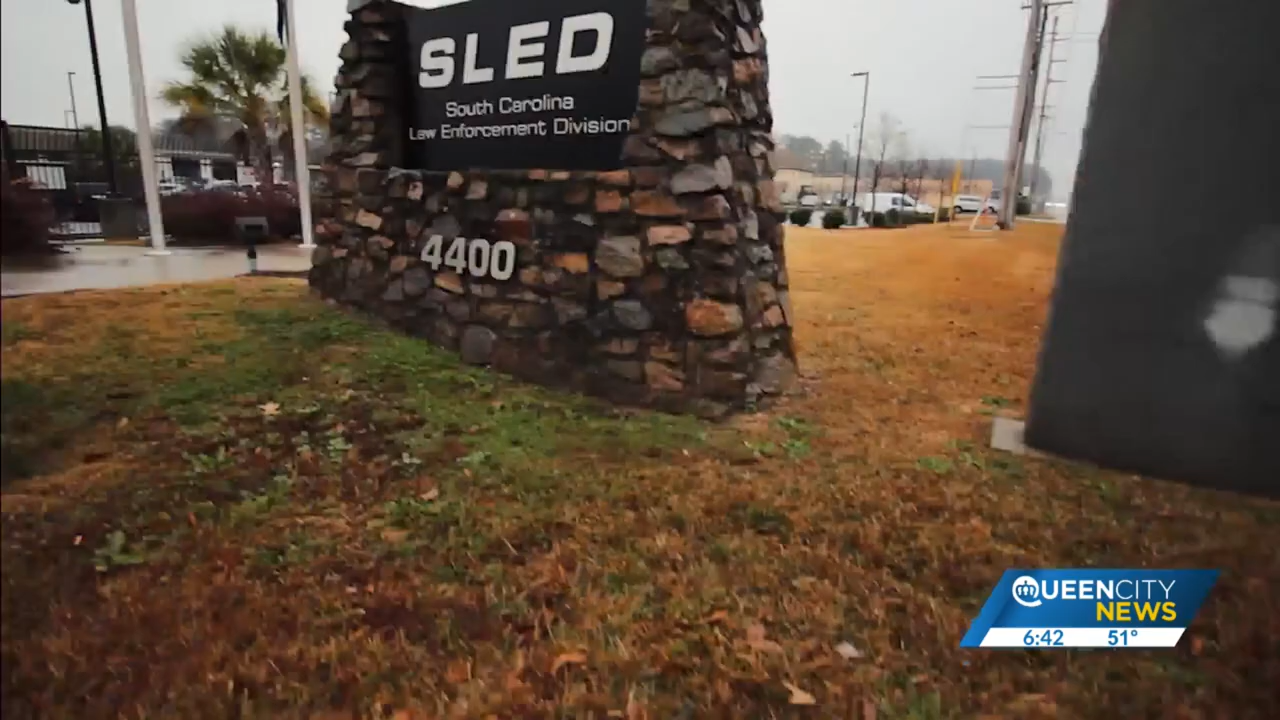 SLED
South Carolina
Law Enforcement Division
4400
QUEENCITY
NEWS
6:42 51°